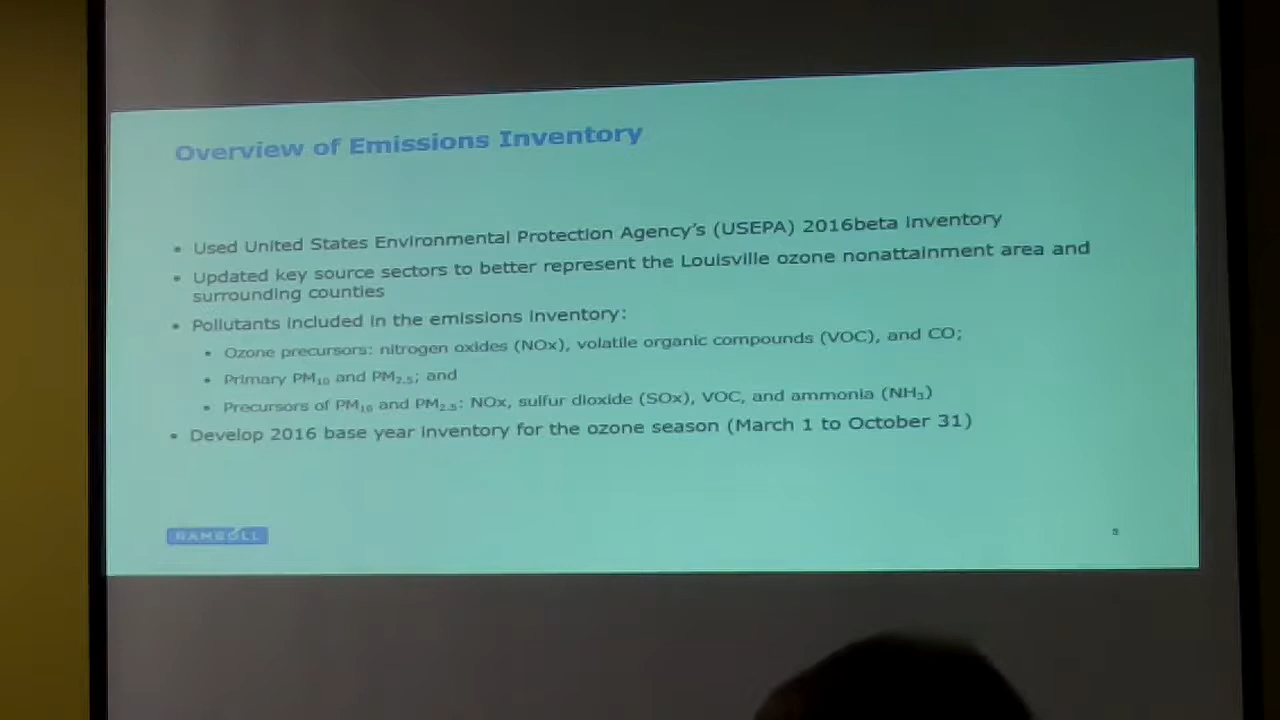 Overview of Emissions Inventory
• Used United States Environmental Protection Agency's (USEPA) 2016beta inventory
• Updated key source sectors to better represent the Louisville ozone nonattainment area and
surrounding counties
• Pollutants included in the emissions inventory:
• Ozone precursors: nitrogen oxides (NOx), volatile organic compounds (VOC), and CO;
• Primary PM₁₀ and PM₂.₅; and
• Precursors of PM₁₀ and PM₂.₅: NOx, sulfur dioxide (SOx), VOC, and ammonia (NH₃)
• Develop 2016 base year inventory for the ozone season (March 1 to October 31)
RAMBOLL